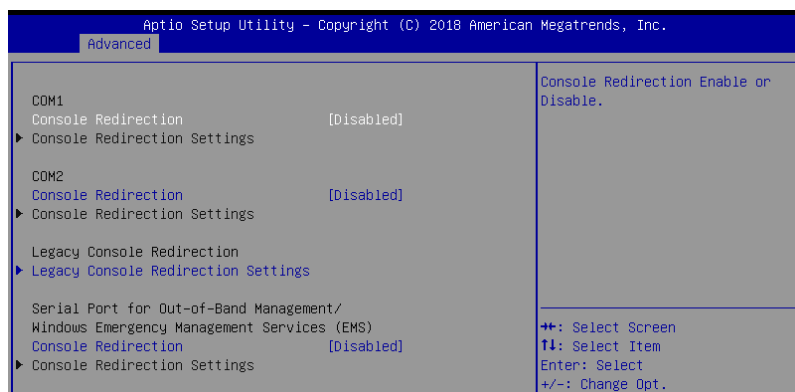 Aptio Setup Utility – Copyright (C) 2018 American Megatrends, Inc.
Advanced
COM1
Console Redirection [Disabled]
Console Redirection Settings
COM2
Console Redirection [Disabled]
Console Redirection Settings
Legacy Console Redirection
Legacy Console Redirection Settings
Serial Port for Out-of-Band Management/
Windows Emergency Management Services (EMS)
Console Redirection [Disabled]
Console Redirection Settings
Console Redirection Enable or
Disable.
→←: Select Screen
↑↓: Select Item
Enter: Select
+/-: Change Opt.